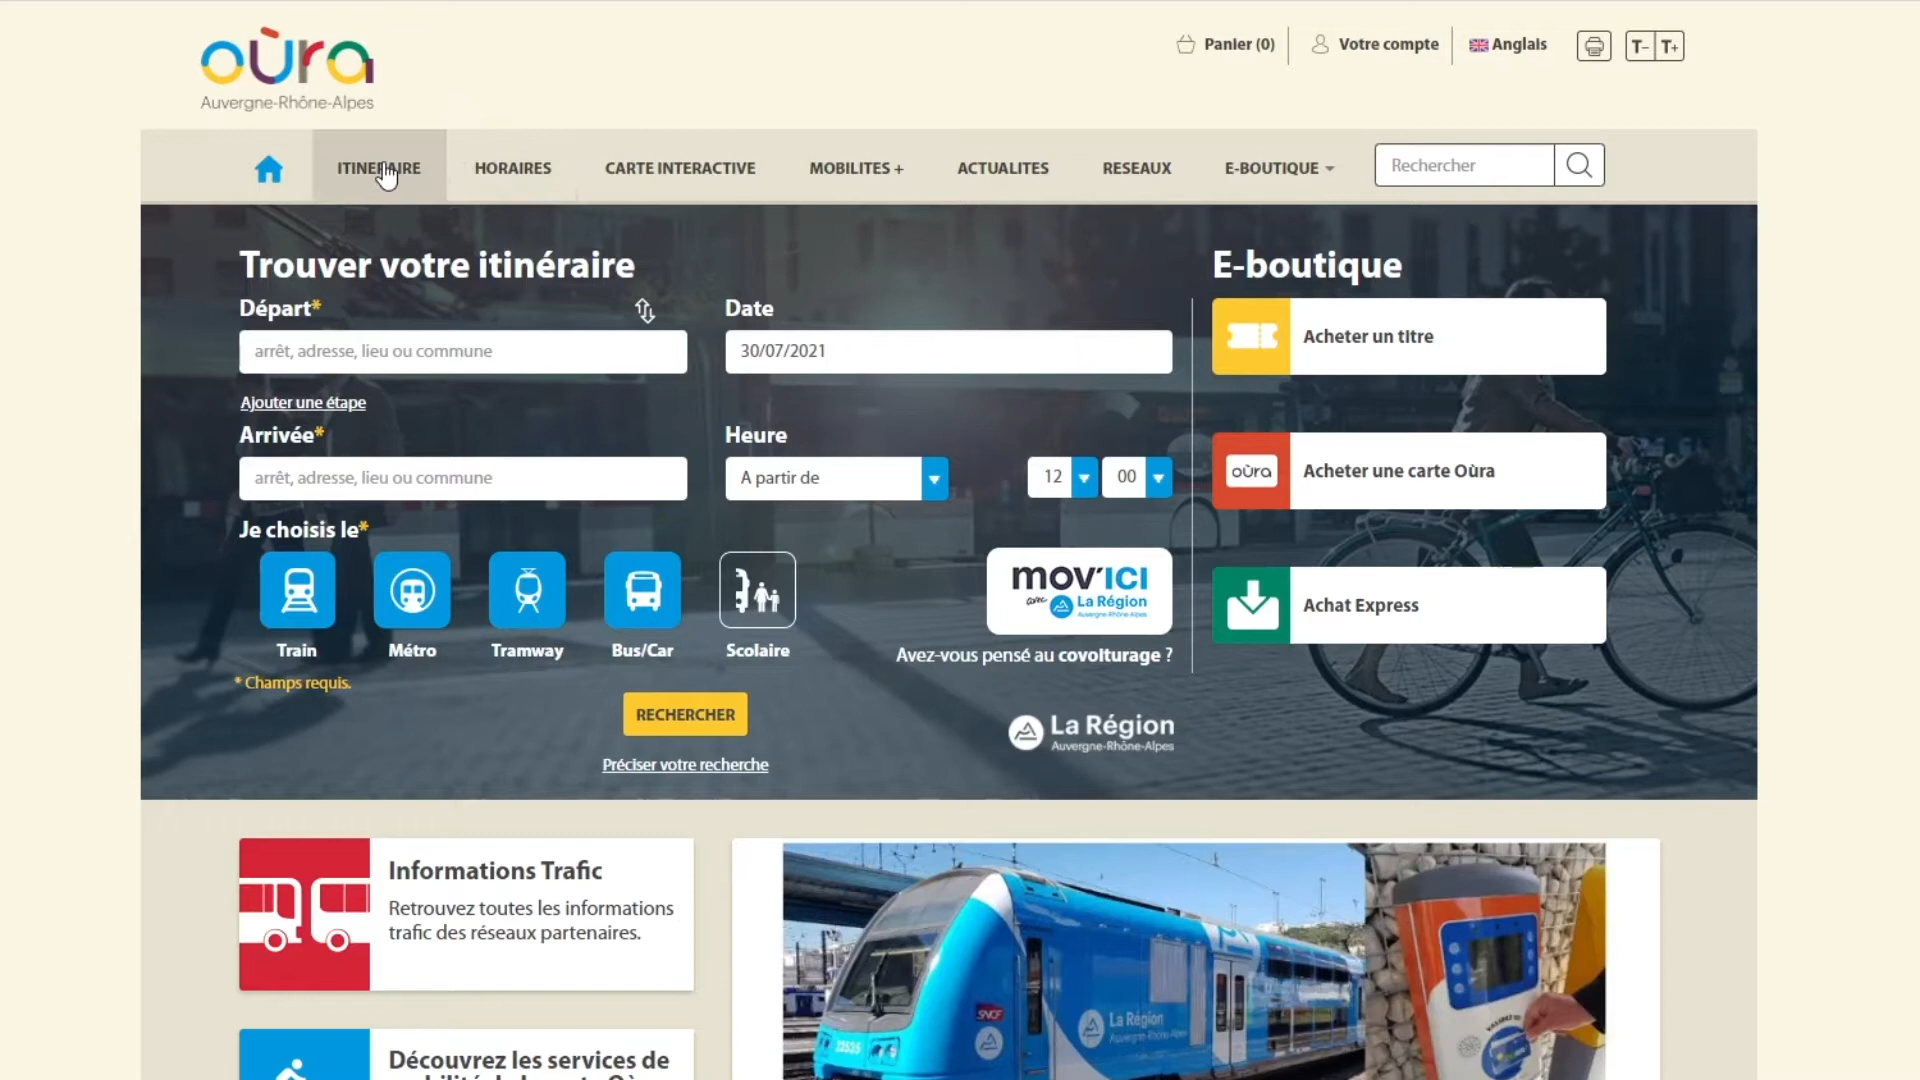 oùra
Auvergne-Rhône-Alpes
Panier (0)
Votre compte
Anglais
T-
T+
ITINERAIRE
HORAIRES
CARTE INTERACTIVE
MOBILITES +
ACTUALITES
RESEAUX
E-BOUTIQUE
Rechercher
Trouver votre itinéraire
Départ*
arrêt, adresse, lieu ou commune
Ajouter une étape
Arrivée*
arrêt, adresse, lieu ou commune
Date
30/07/2021
Heure
A partir de
12
00
Je choisis le*
Train
Métro
Tramway
Bus/Car
Scolaire
* Champs requis.
RECHERCHER
Préciser votre recherche
mov'ICI
avec La Région
Auvergne-Rhône-Alpes
Avez-vous pensé au covoiturage ?
La Région
Auvergne-Rhône-Alpes
E-boutique
Acheter un titre
oùra
Acheter une carte Oùra
Achat Express
Informations Trafic
Retrouvez toutes les informations
trafic des réseaux partenaires.
Découvrez les services de
SNCF
22535
La Région
Auvergne-Rhône-Alpes